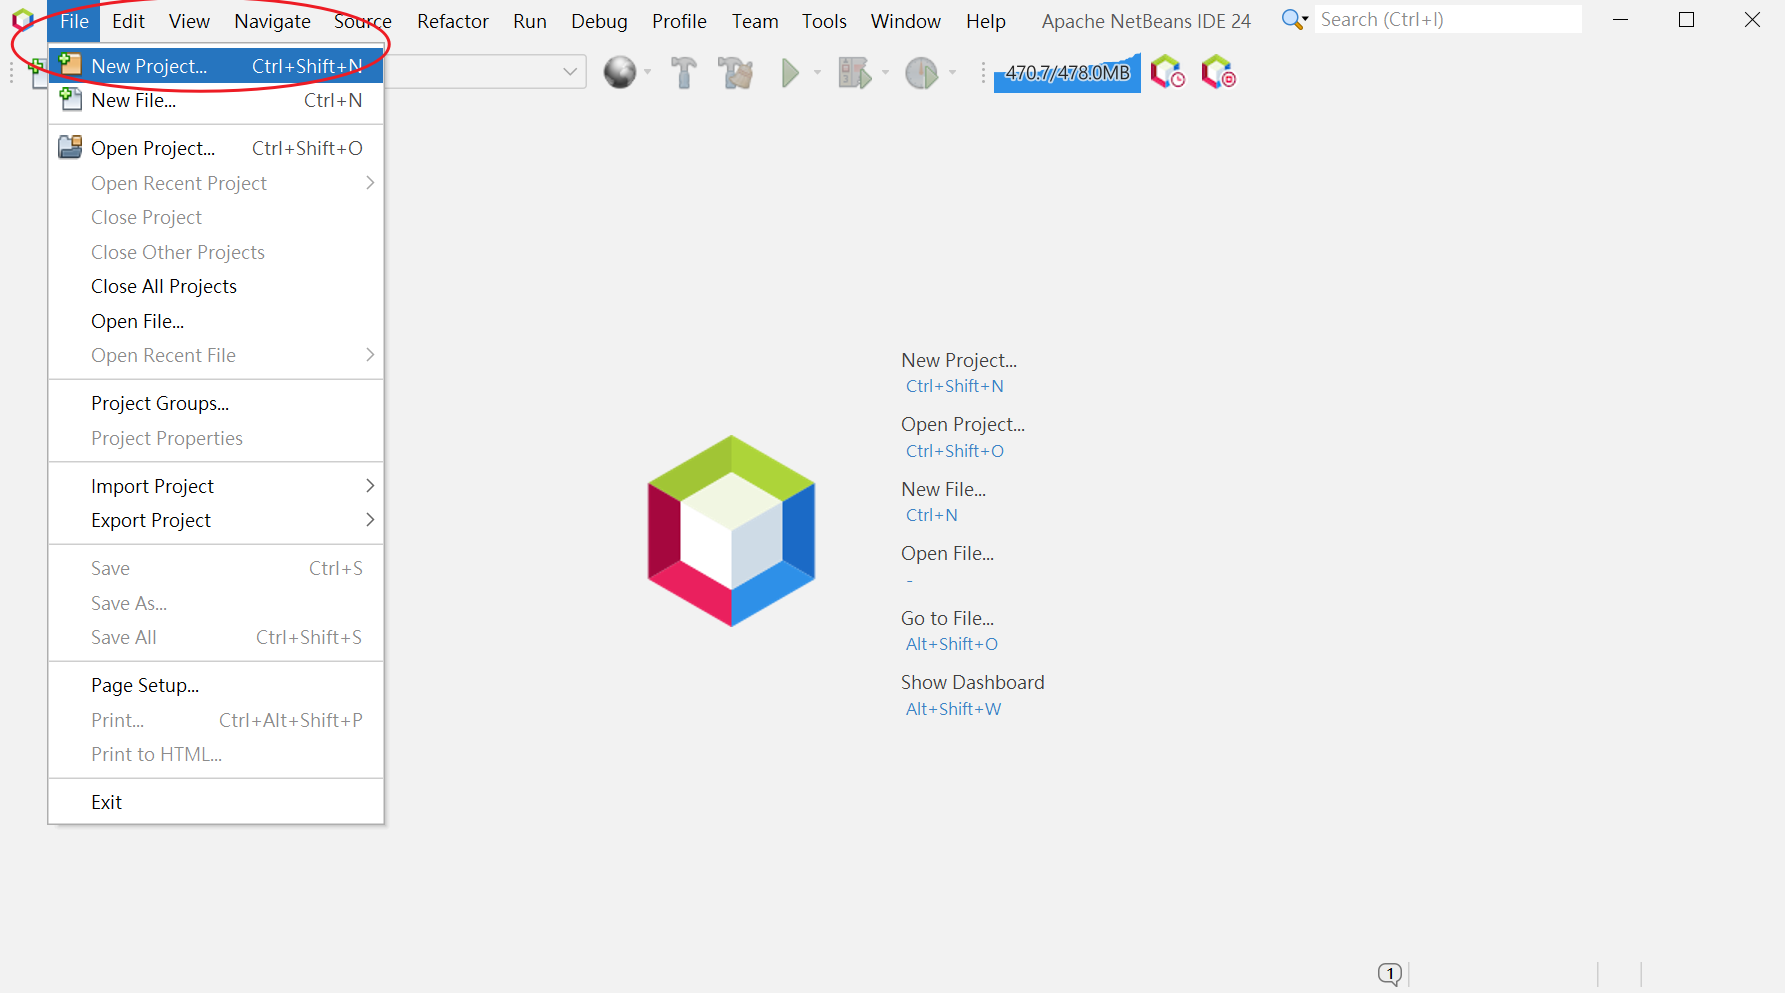 File Edit View Navigate Source Refactor Run Debug Profile Team Tools Window Help Apache NetBeans IDE 24 Search (Ctrl+I)
470.7/478.0MB
New Project... Ctrl+Shift+N
New File... Ctrl+N
Open Project... Ctrl+Shift+O
Open Recent Project
Close Project
Close Other Projects
Close All Projects
Open File...
Open Recent File
Project Groups...
Project Properties
Import Project
Export Project
Save Ctrl+S
Save As...
Save All Ctrl+Shift+S
Page Setup...
Print... Ctrl+Alt+Shift+P
Print to HTML...
Exit
New Project...
Ctrl+Shift+N
Open Project...
Ctrl+Shift+O
New File...
Ctrl+N
Open File...
-
Go to File...
Alt+Shift+O
Show Dashboard
Alt+Shift+W
1